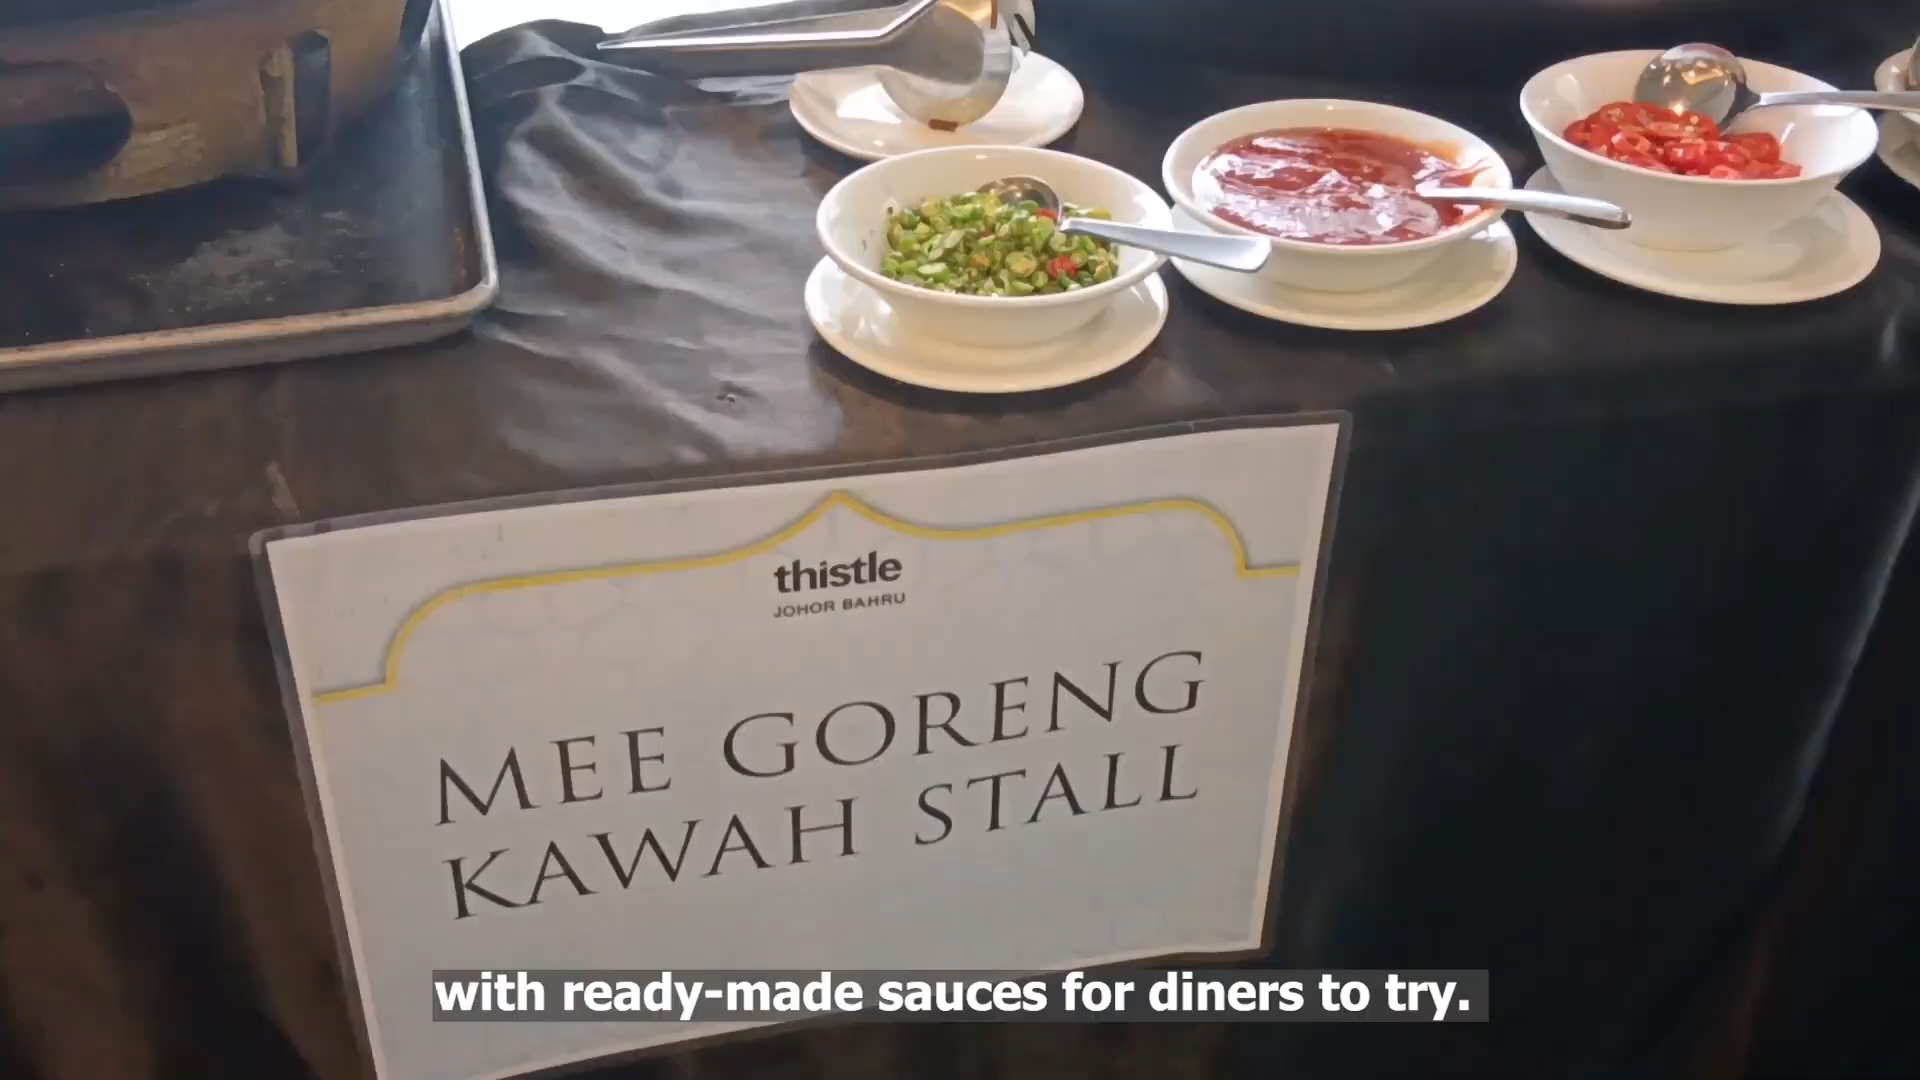 thistle
JOHOR BAHRU
MEE GORENG
KAWAH STALL
with ready-made sauces for diners to try.